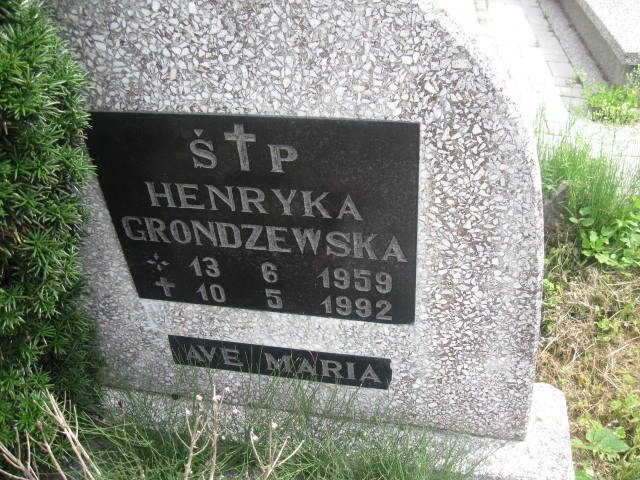 Ś✝P
HENRYKA
GRONDZEWSKA
* 13 6 1959
✝ 10 5 1992
AVE MARIA